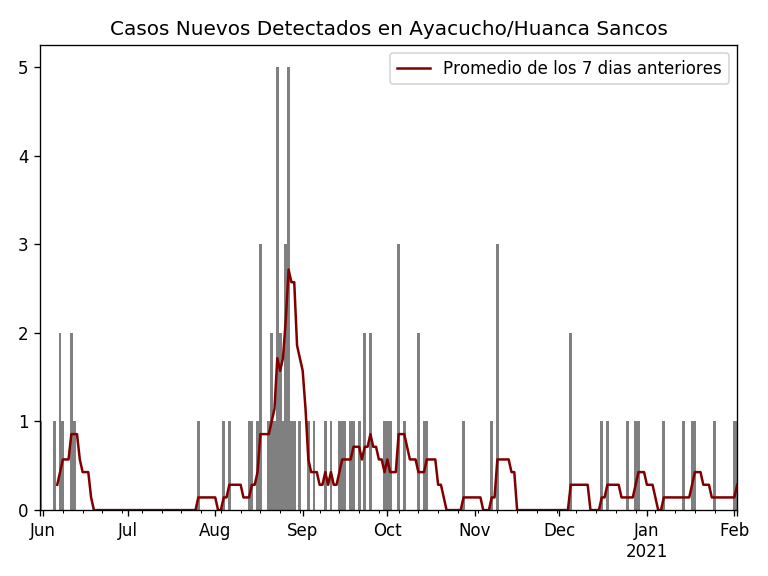 Casos Nuevos Detectados en Ayacucho/Huanca Sancos
Promedio de los 7 dias anteriores
5
4
3
2
1
0
Jun Jul Aug Sep Oct Nov Dec Jan Feb
2021